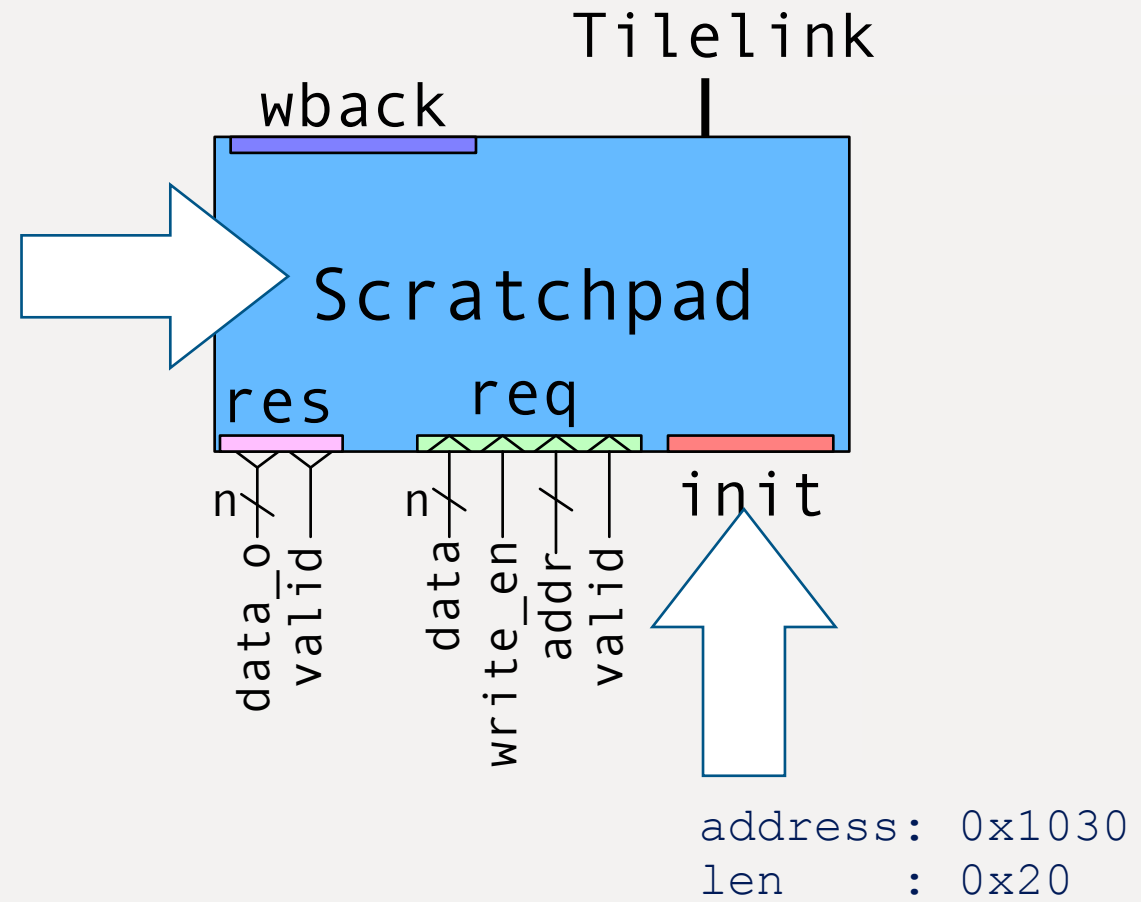 Tilelink
wback
Scratchpad
res
req
init
n
n
data_o
valid
data
write_en
addr
valid
address: 0x1030
len    : 0x20